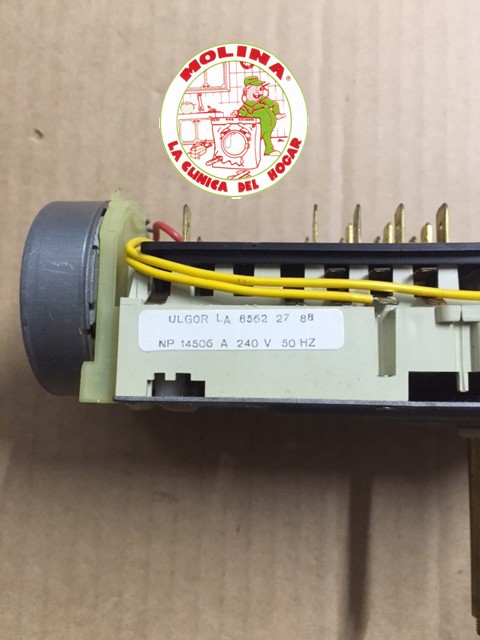 MOLINA®
LA CLINICA DEL HOGAR
ULGOR LA 6562 27 88
NP 14506 A 240 V 50 HZ